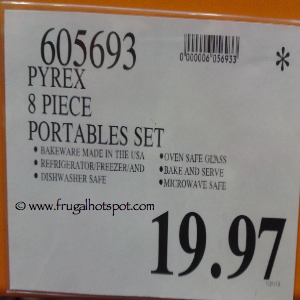 605693
0000006056933
*
PYREX
8 PIECE
PORTABLES SET
• BAKEWARE MADE IN THE USA
• REFRIGERATOR/FREEZER/AND
• DISHWASHER SAFE
• OVEN SAFE GLASS
• BAKE AND SERVE
• MICROWAVE SAFE
www.frugalhotspot.com
19.97